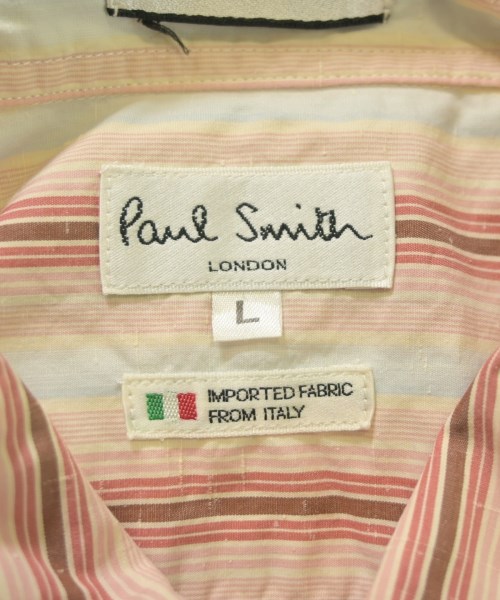 Paul Smith
LONDON
L
IMPORTED FABRIC
FROM ITALY